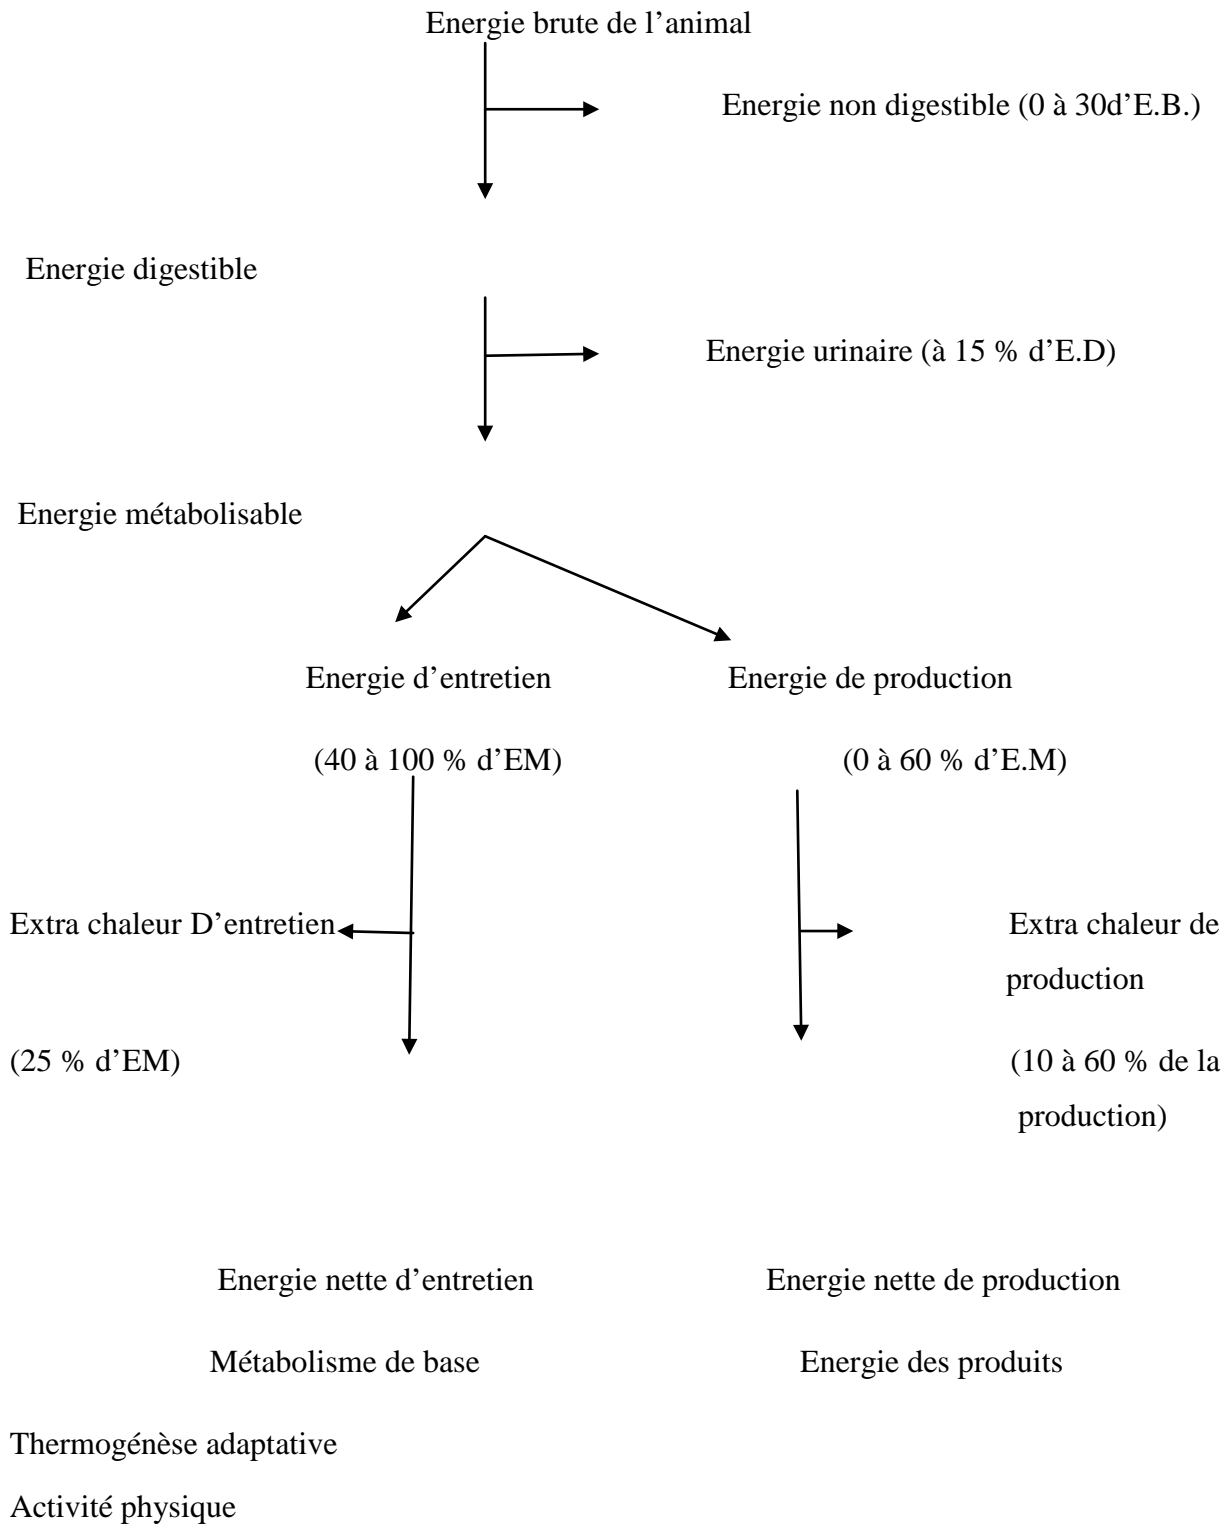 Energie brute de l’animal
Energie non digestible (0 à 30d’E.B.)
Energie digestible
Energie urinaire (à 15 % d’E.D)
Energie métabolisable
Energie d’entretien Energie de production
(40 à 100 % d’EM) (0 à 60 % d’E.M)
Extra chaleur D’entretien Extra chaleur de
production
(25 % d’EM) (10 à 60 % de la
production)
Energie nette d’entretien Energie nette de production
Métabolisme de base Energie des produits
Thermogénèse adaptative
Activité physique